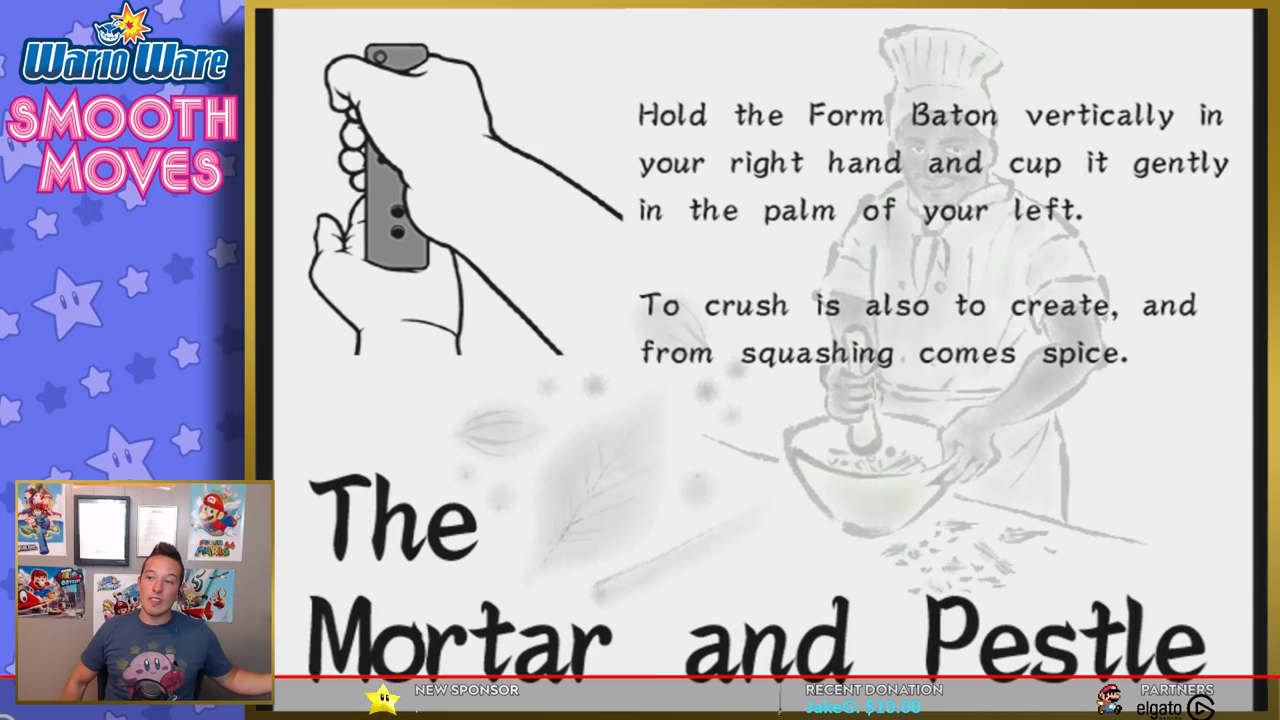 Wario Ware
SMOOTH
MOVES
Hold the Form Baton vertically in
your right hand and cup it gently
in the palm of your left.
To crush is also to create, and
from squashing comes spice.
The
Mortar and Pestle
NEW SPONSOR
RECENT DONATION
JakeG: $10.00
PARTNERS
elgato